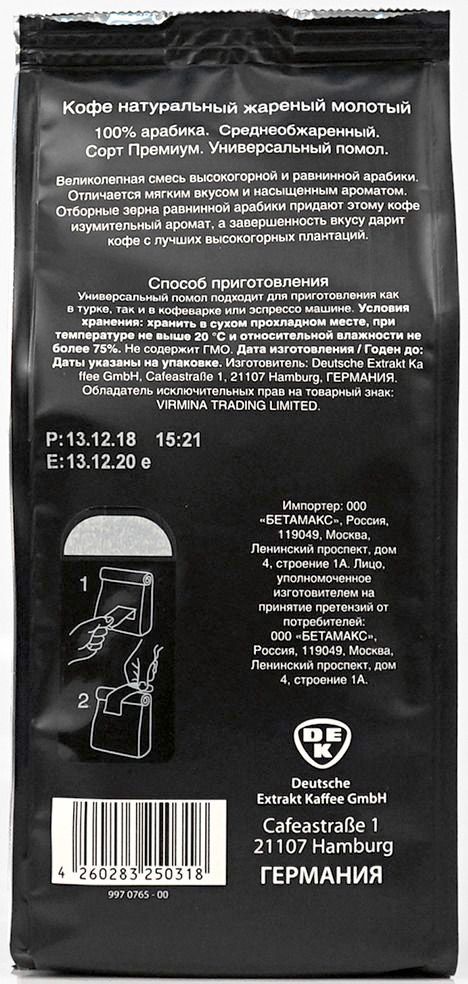 Кофе натуральный жареный молотый
100% арабика. Среднеобжаренный.
Сорт Премиум. Универсальный помол.
Великолепная смесь высокогорной и равнинной арабики.
Отличается мягким вкусом и насыщенным ароматом.
Отборные зерна равнинной арабики придают этому кофе
изумительный аромат, а завершенность вкусу дарит
кофе с лучших высокогорных плантаций.
Способ приготовления
Универсальный помол подходит для приготовления как
в турке, так и в кофеварке или эспрессо машине. Условия
хранения: хранить в сухом прохладном месте, при
температуре не выше 20 °C и относительной влажности не
более 75%. Не содержит ГМО. Дата изготовления / Годен до:
Даты указаны на упаковке. Изготовитель: Deutsche Extrakt Ka
ffee GmbH, Cafeastraße 1, 21107 Hamburg, ГЕРМАНИЯ.
Обладатель исключительных прав на товарный знак:
VIRMINA TRADING LIMITED.
P:13.12.18 15:21
E:13.12.20 e
Импортер: ООО
«БЕТАМАКС», Россия,
119049, Москва,
Ленинский проспект, дом
4, строение 1А. Лицо,
уполномоченное
изготовителем на
принятие претензий от
потребителей:
ООО «БЕТАМАКС»,
Россия, 119049, Москва,
Ленинский проспект, дом
4, строение 1А.
1
2
DE
K
Deutsche
Extrakt Kaffee GmbH
Cafeastraße 1
21107 Hamburg
ГЕРМАНИЯ
4 260283 250318
997 0765 - 00